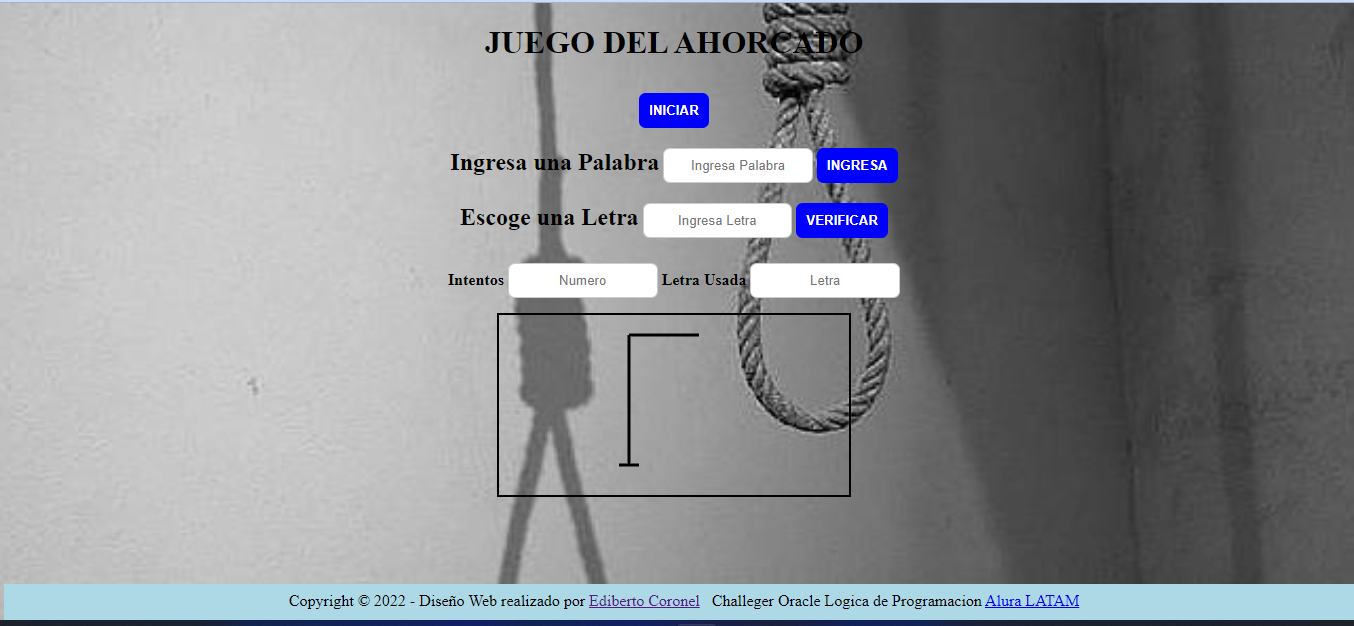 JUEGO DEL AHORCADO
INICIAR
Ingresa una Palabra Ingresa Palabra INGRESA
Escoge una Letra Ingresa Letra VERIFICAR
Intentos Numero Letra Usada Letra
Copyright © 2022 - Diseño Web realizado por Ediberto Coronel Challeger Oracle Logica de Programacion Alura LATAM